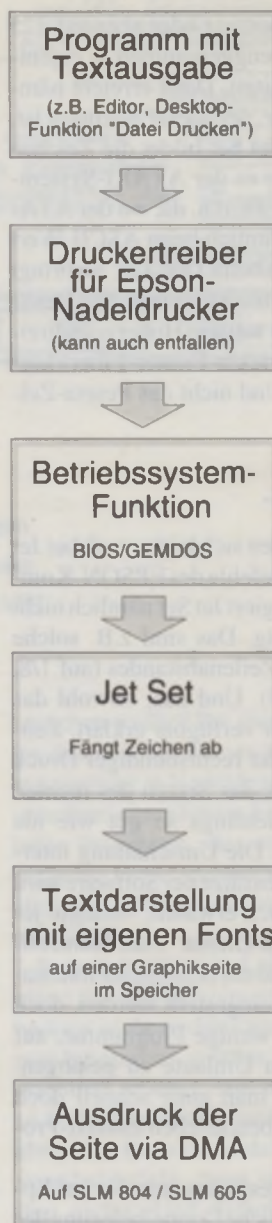 Programm mit
Textausgabe
(z.B. Editor, Desktop-
Funktion "Datei Drucken")
Druckertreiber
für Epson-
Nadeldrucker
(kann auch entfallen)
Betriebssystem-
Funktion
BIOS/GEMDOS
Jet Set
Fängt Zeichen ab
Textdarstellung
mit eigenen Fonts
auf einer Graphikseite
im Speicher
Ausdruck der
Seite via DMA
Auf SLM 804 / SLM 605